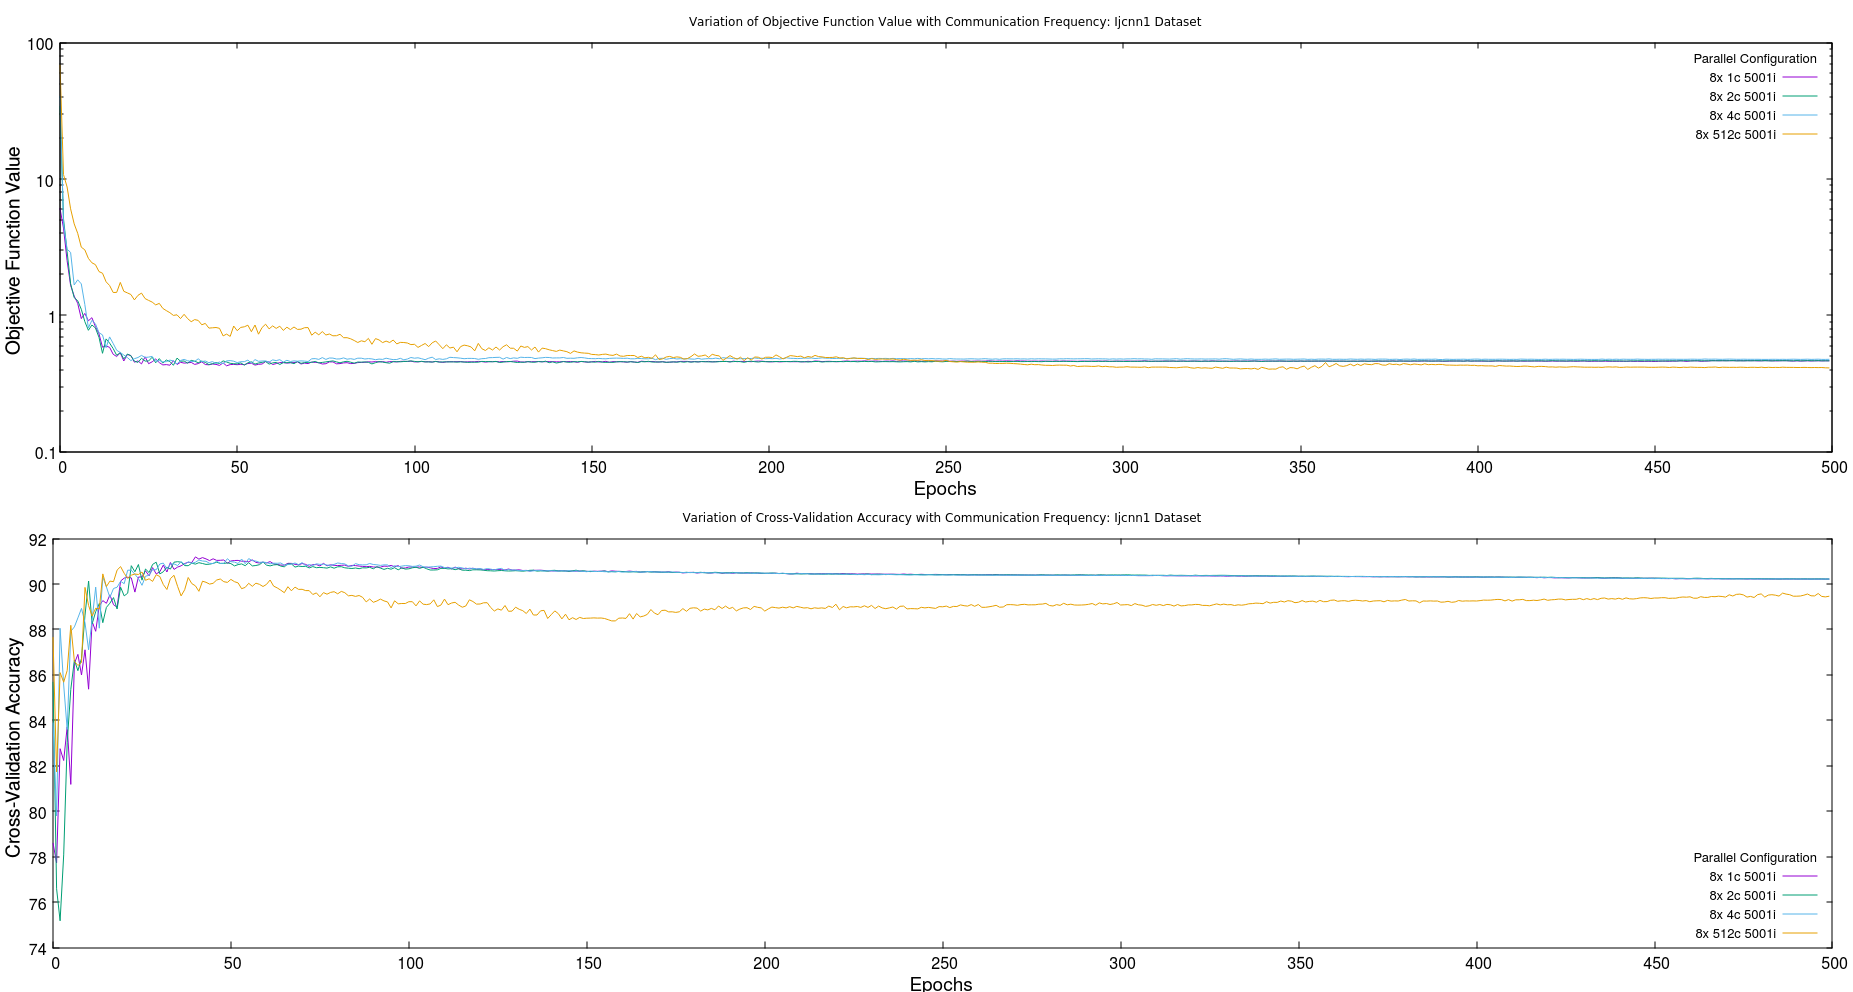 Variation of Objective Function Value with Communication Frequency: Ijcnn1 Dataset
Objective Function Value
100
10
1
0.1
Parallel Configuration
8x 1c 5001i
8x 2c 5001i
8x 4c 5001i
8x 512c 5001i
0 50 100 150 200 250 300 350 400 450 500
Epochs
Variation of Cross-Validation Accuracy with Communication Frequency: Ijcnn1 Dataset
Cross-Validation Accuracy
92
90
88
86
84
82
80
78
76
74
Parallel Configuration
8x 1c 5001i
8x 2c 5001i
8x 4c 5001i
8x 512c 5001i
0 50 100 150 200 250 300 350 400 450 500
Epochs